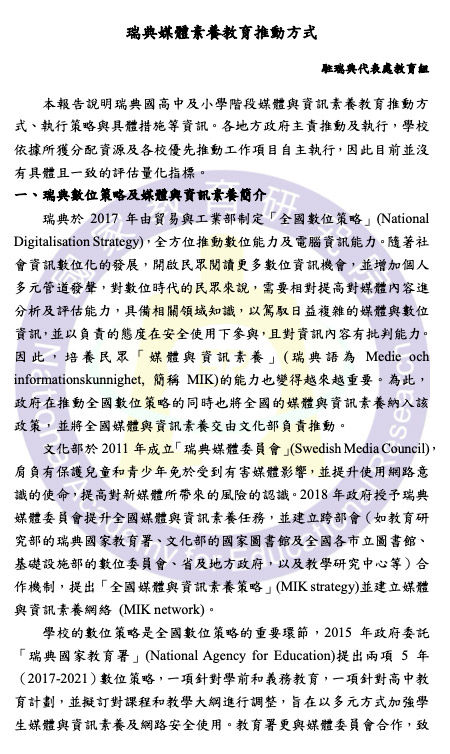 瑞典媒體素養教育推動方式
駐瑞典代表處教育組
本報告說明瑞典國高中及小學階段媒體與資訊素養教育推動方
式、執行策略與具體措施等資訊。各地方政府主責推動及執行，學校
依據所獲分配資源及各校優先推動工作項目自主執行，因此目前並沒
有具體且一致的評估量化指標。
一、瑞典數位策略及媒體與資訊素養簡介
瑞典於 2017 年由貿易與工業部制定「全國數位策略」(National
Digitalisation Strategy)，全方位推動數位能力及電腦資訊能力。隨著社
會資訊數位化的發展，開啟民眾閱讀更多數位資訊機會，並增加個人
多元管道發聲，對數位時代的民眾來說，需要相對提高對媒體內容進
分析及評估能力，具備相關領域知識，以駕馭日益複雜的媒體與數位
資訊，並以負責的態度在安全使用下參與，且對資訊內容有批判能力。
因此，培養民眾「媒體與資訊素養」(瑞典語為 Medie och
informationskunnighet, 簡稱 MIK)的能力也變得越來越重要。為此，
政府在推動全國數位策略的同時也將全國的媒體與資訊素養納入該
政策，並將全國媒體與資訊素養交由文化部負責推動。
文化部於 2011 年成立「瑞典媒體委員會」(Swedish Media Council)，
肩負有保護兒童和青少年免於受到有害媒體影響，並提升使用網路意
識的使命，提高對新媒體所帶來的風險的認識。2018 年政府授予瑞典
媒體委員會提升全國媒體與資訊素養任務，並建立跨部會（如教育研
究部的瑞典國家教育署、文化部的國家圖書館及全國各市立圖書館、
基礎設施部的數位委員會、省及地方政府，以及教學研究中心等）合
作機制，提出「全國媒體與資訊素養策略」(MIK strategy)並建立媒體
與資訊素養網絡 (MIK network)。
學校的數位策略是全國數位策略的重要環節，2015 年政府委託
「瑞典國家教育署」(National Agency for Education)提出兩項 5 年
（2017-2021）數位策略，一項針對學前和義務教育，一項針對高中教
育計劃，並擬訂對課程和教學大綱進行調整，旨在以多元方式加強學
生媒體與資訊素養及網路安全使用。教育署更與媒體委員會合作，致